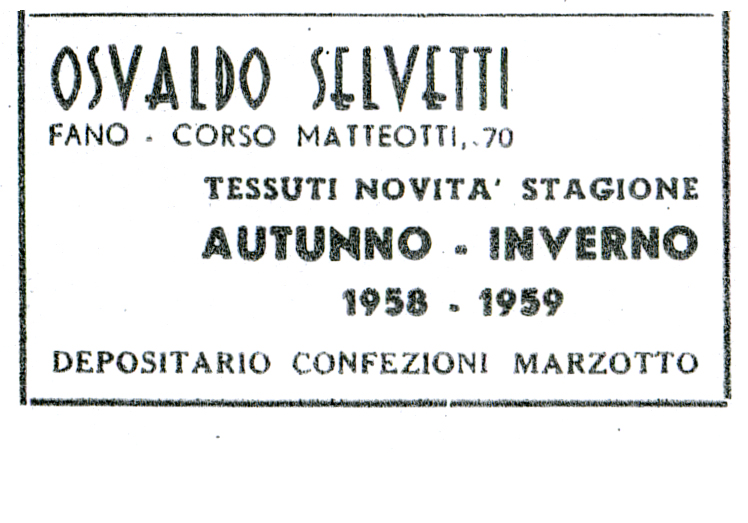 OSVALDO SELVETTI
FANO - CORSO MATTEOTTI, 70
TESSUTI NOVITA' STAGIONE
AUTUNNO - INVERNO
1958 - 1959
DEPOSITARIO CONFEZIONI MARZOTTO